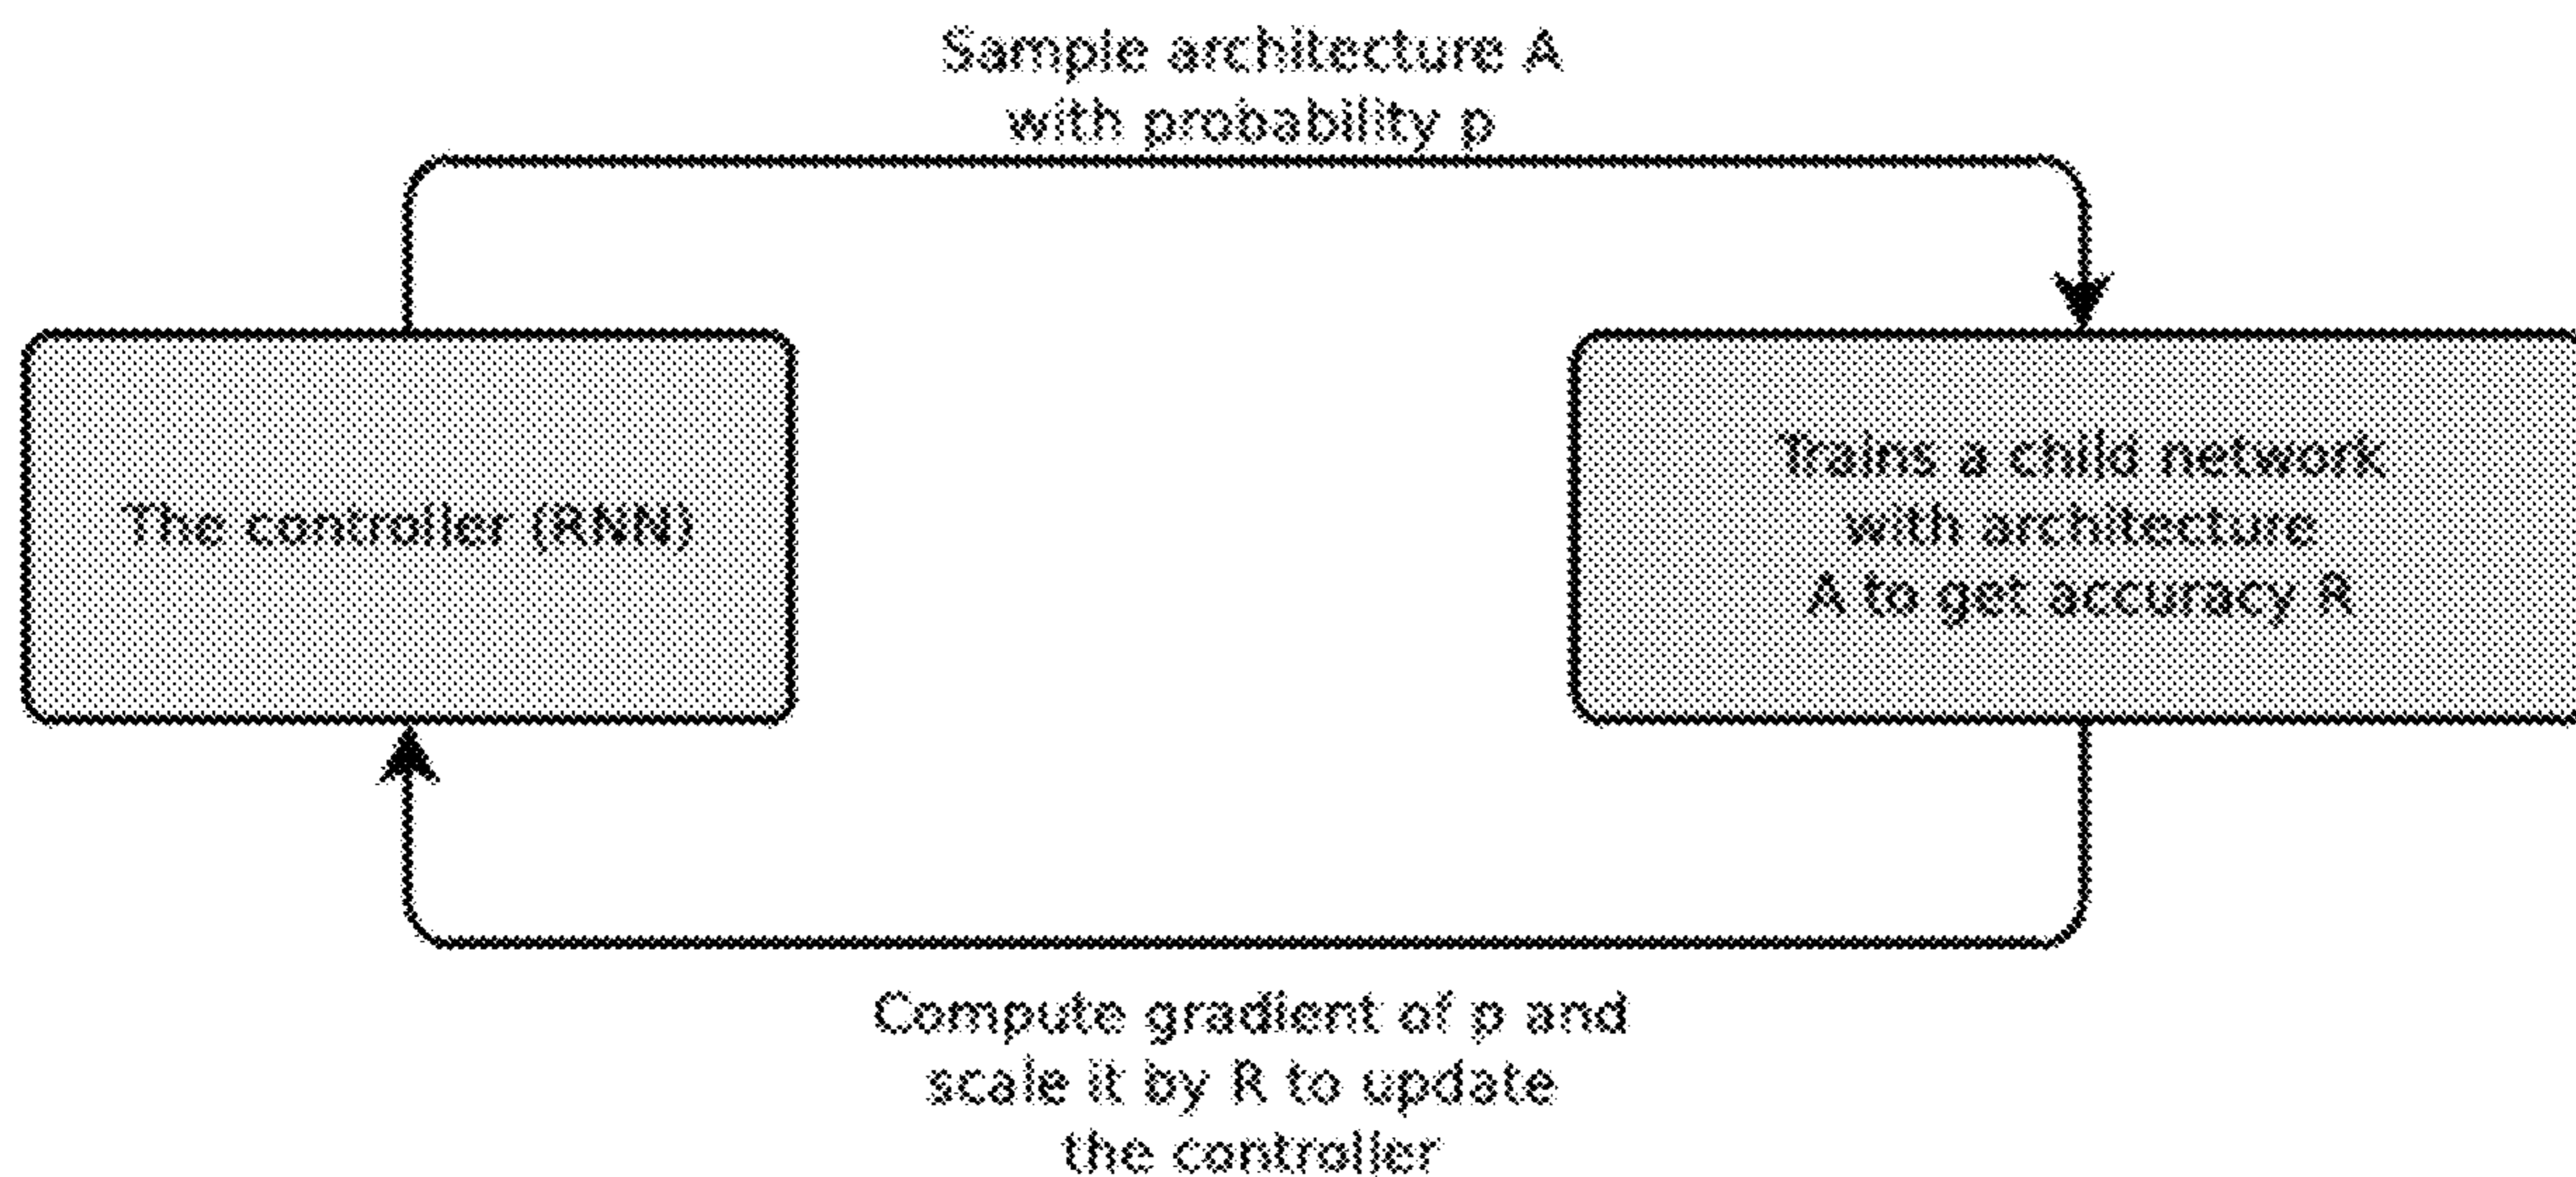 Sample architecture A
with probability p
The controller (RNN)
Trains a child network
with architecture
A to get accuracy R
Compute gradient of p and
scale it by R to update
the controller